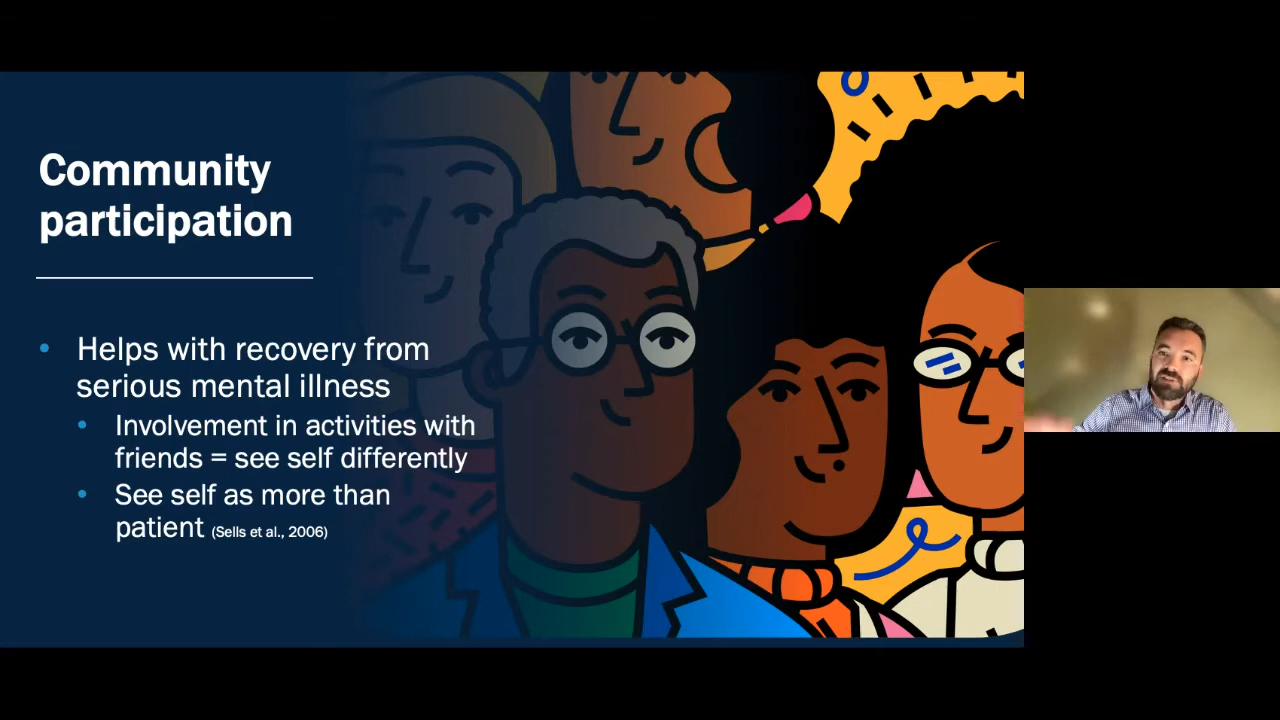 Community
participation
• Helps with recovery from
serious mental illness
• Involvement in activities with
friends = see self differently
• See self as more than
patient (Sells et al., 2006)